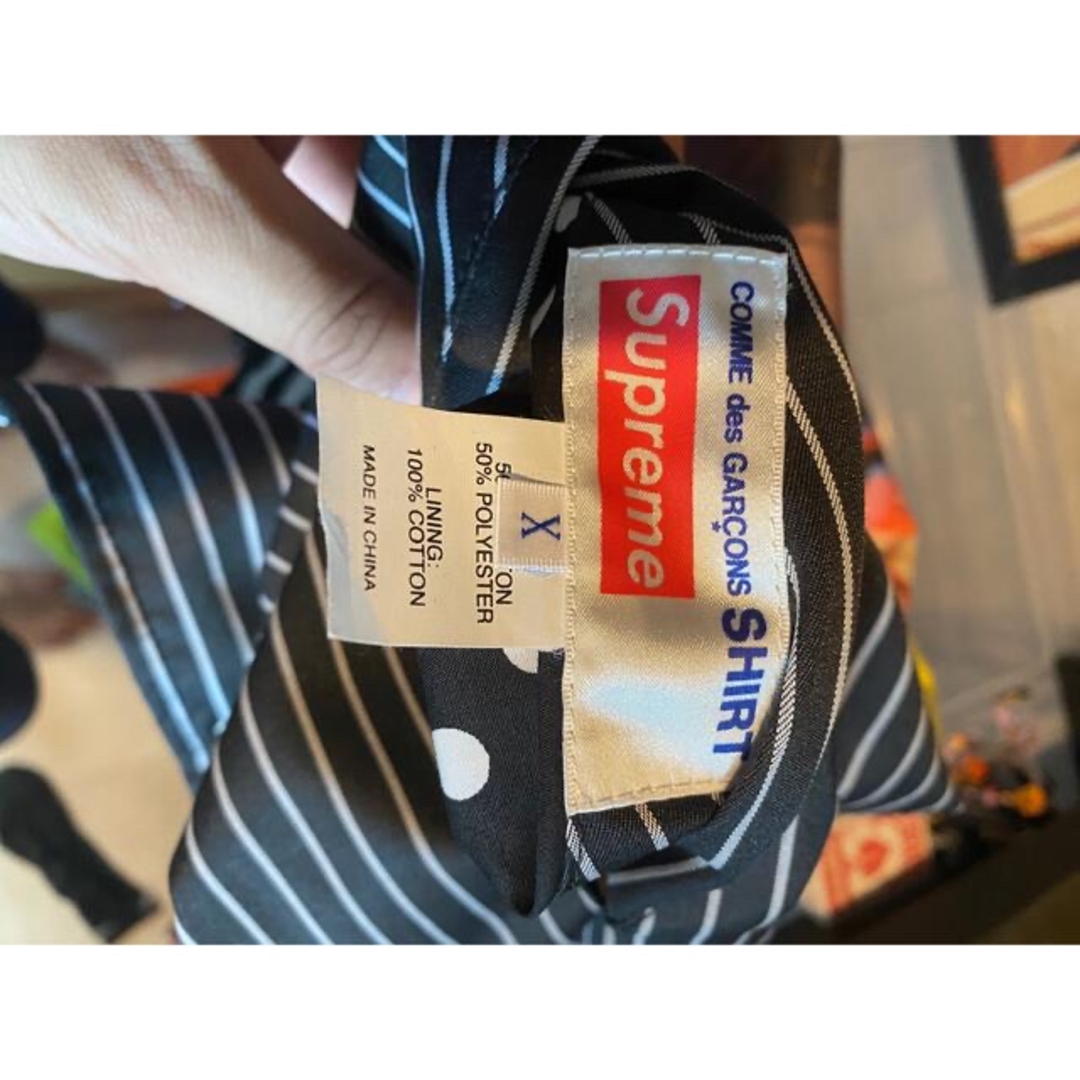 Supreme
COMME des GARÇONS SHIRT
X
50% POLYESTER
LINING:
100% COTTON
MADE IN CHINA